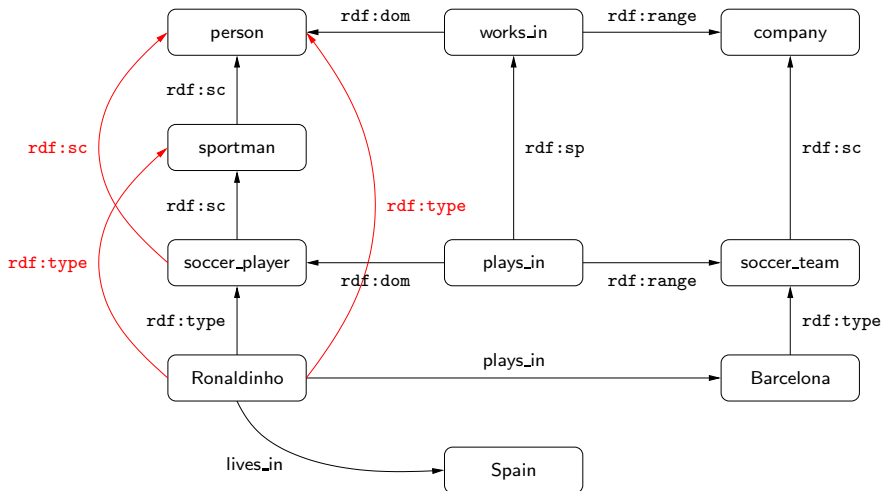 rdf:dom
rdf:range
person
works_in
company
rdf:sc
sportman
rdf:sc
rdf:sp
rdf:sc
rdf:sc
rdf:type
rdf:type
soccer_player
plays_in
soccer_team
rdf:dom
rdf:range
rdf:type
rdf:type
plays_in
Ronaldinho
Barcelona
lives_in
Spain